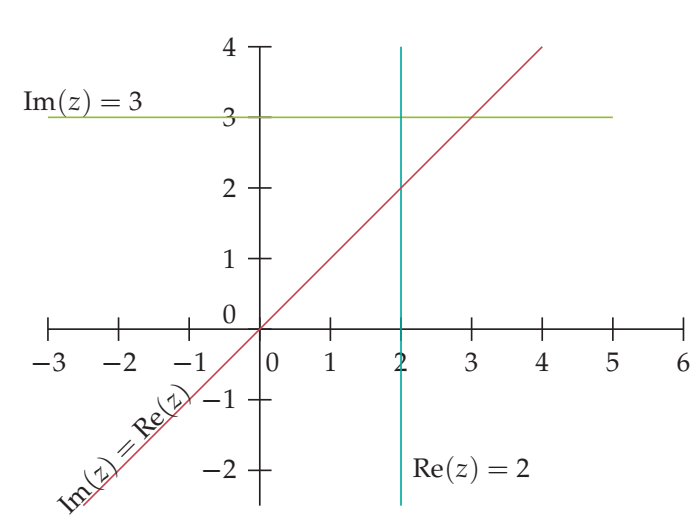 4
Im(z) = 3
3
2
1
0
−3 −2 −1 0 1 2 3 4 5 6
−1
Im(z) = Re(z)
−2
Re(z) = 2